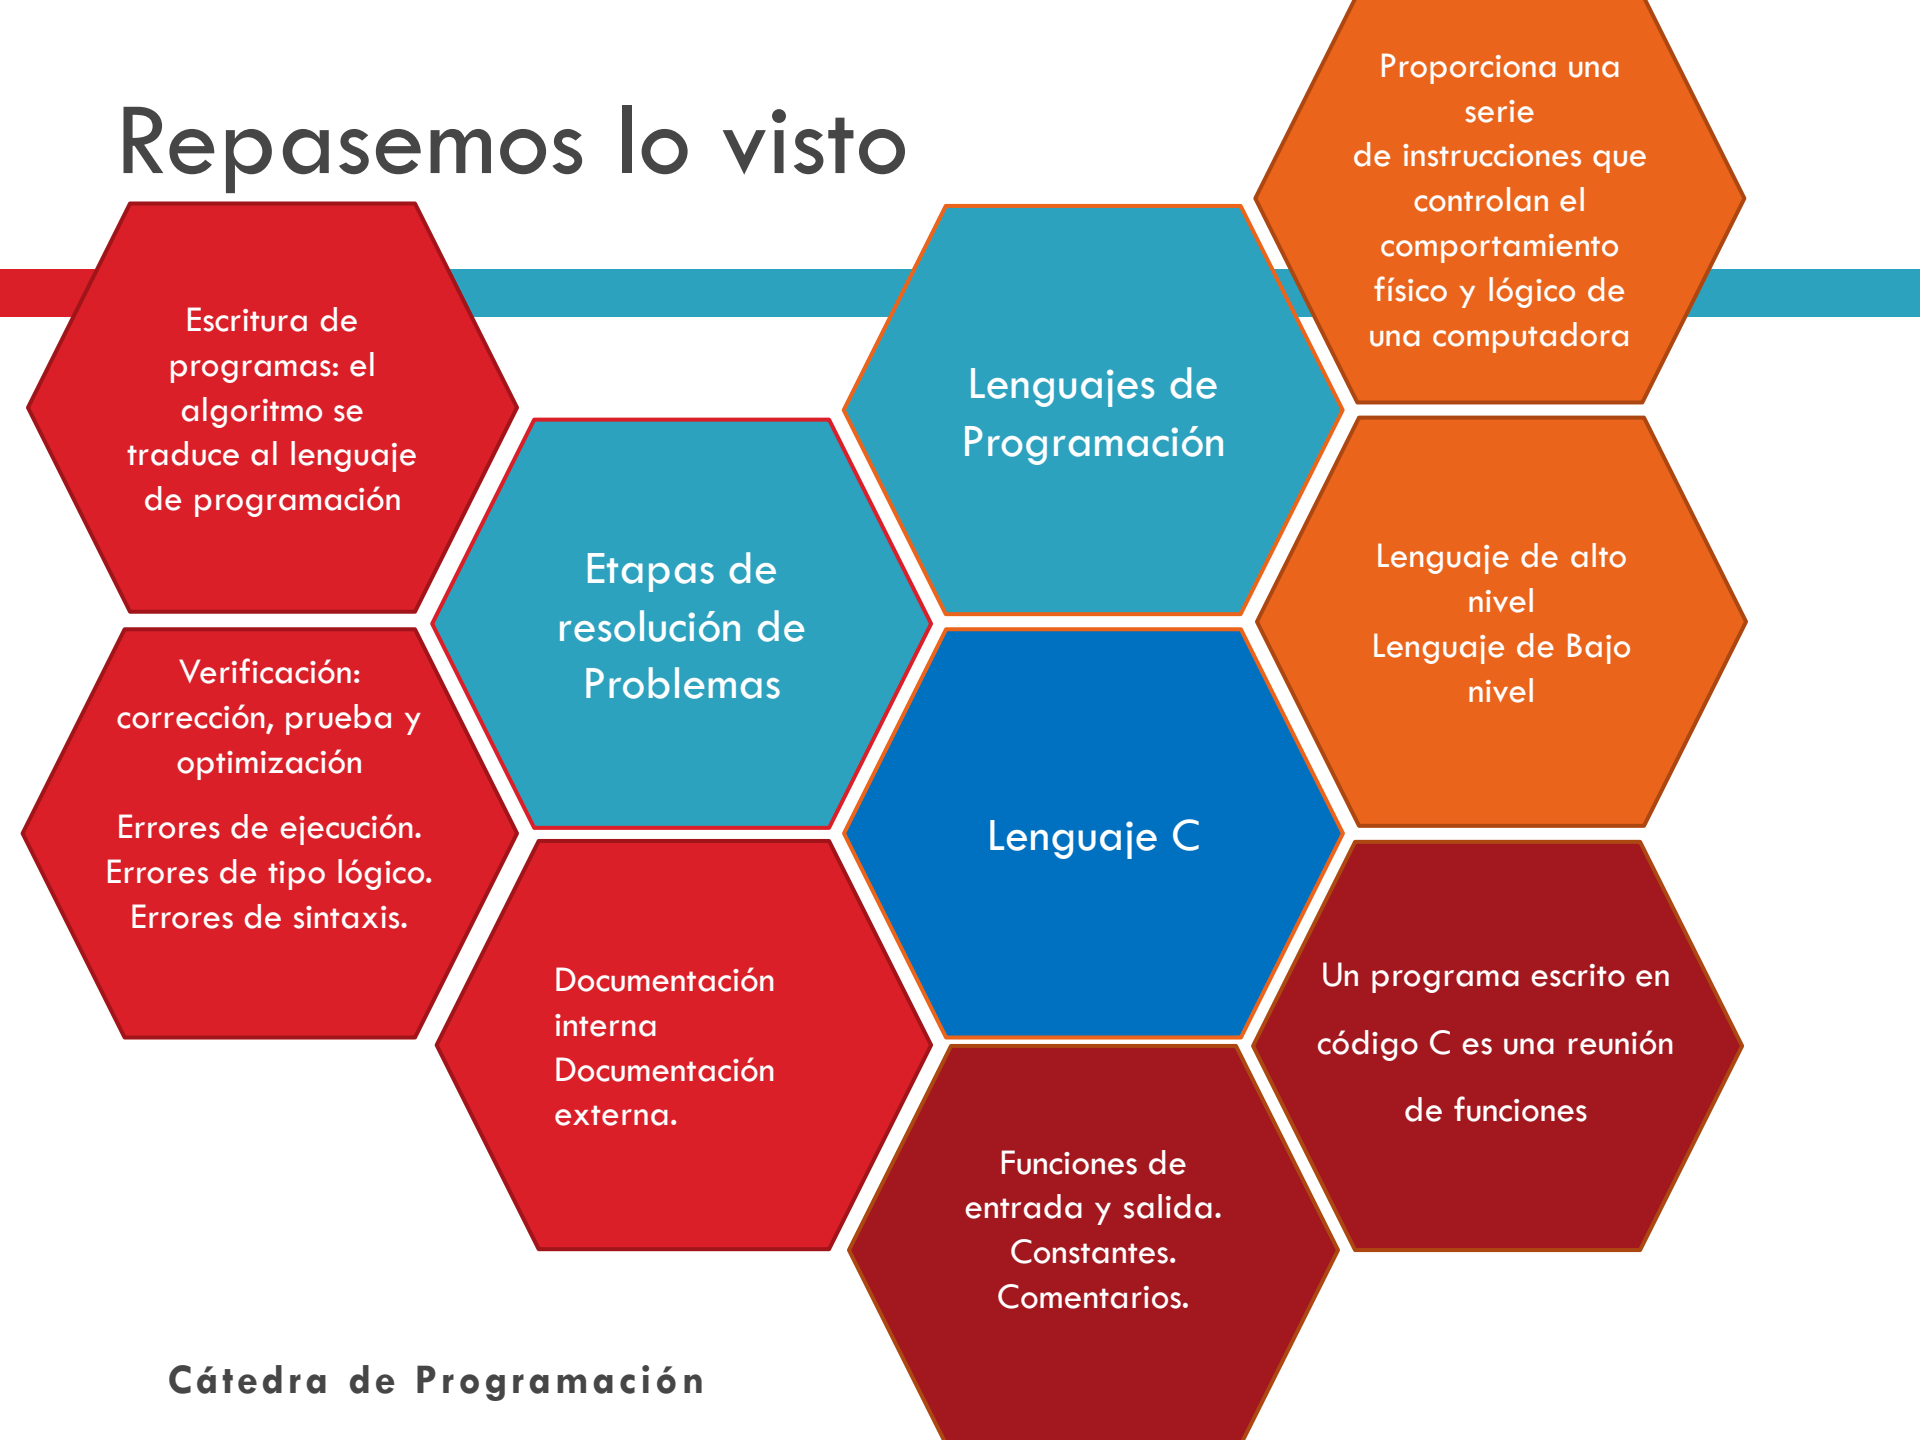 Repasemos lo visto
Proporciona una
serie
de instrucciones que
controlan el
comportamiento
físico y lógico de
una computadora
Escritura de
programas: el
algoritmo se
traduce al lenguaje
de programación
Lenguajes de
Programación
Etapas de
resolución de
Problemas
Lenguaje de alto
nivel
Lenguaje de Bajo
nivel
Verificación:
corrección, prueba y
optimización
Errores de ejecución.
Errores de tipo lógico.
Errores de sintaxis.
Lenguaje C
Documentación
interna
Documentación
externa.
Un programa escrito en
código C es una reunión
de funciones
Funciones de
entrada y salida.
Constantes.
Comentarios.
Cátedra de Programación